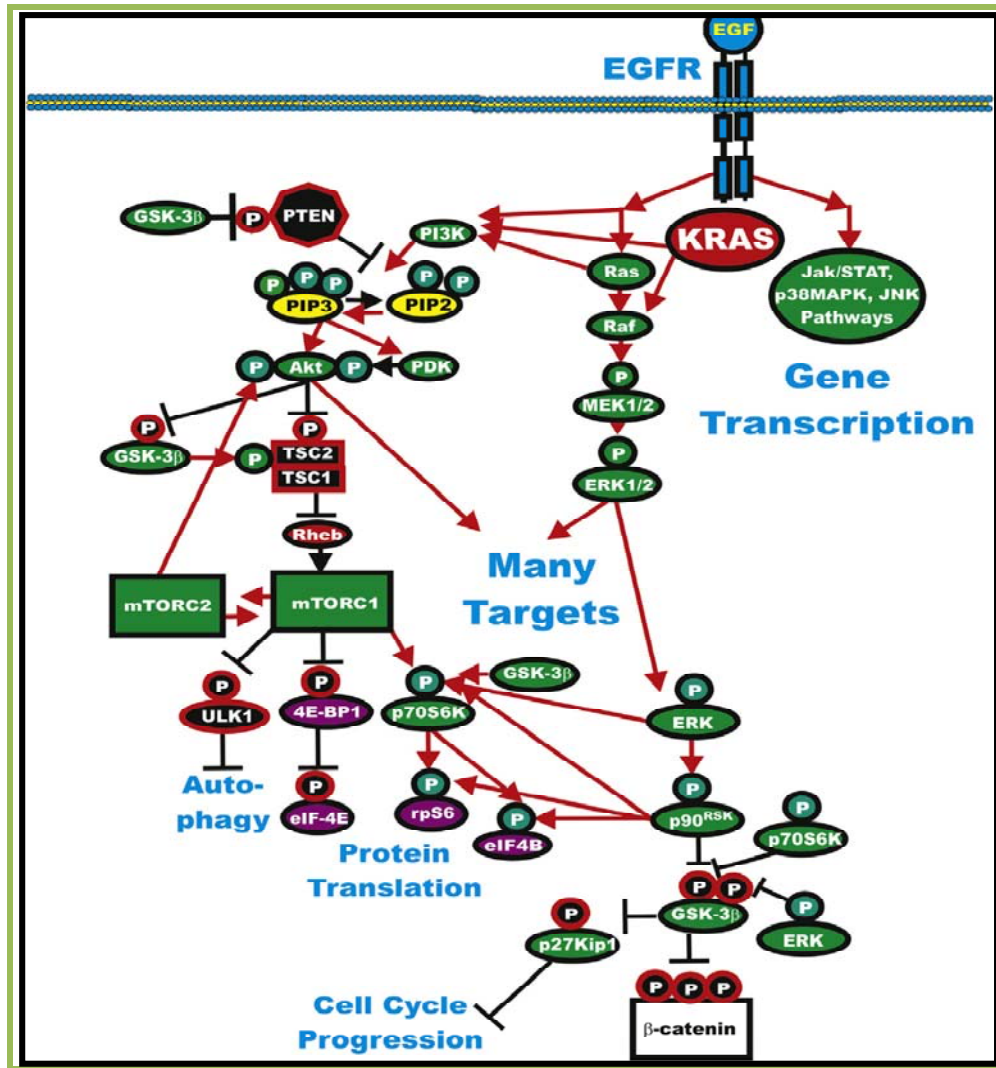 EGF
EGFR
GSK-3β
P
PTEN
PI3K
KRAS
Ras
Jak/STAT,
p38MAPK, JNK
Pathways
P
P
P
PIP3
P
P
PIP2
Raf
Gene
Transcription
P
Akt
P
PDK
P
MEK1/2
P
GSK-3β
P
P
TSC2
TSC1
P
ERK1/2
Rheb
Many
Targets
mTORC2
mTORC1
P
ULK1
P
4E-BP1
P
p70S6K
GSK-3β
P
ERK
Auto-
phagy
P
eIF-4E
P
rpS6
P
eIF4B
P
p90RSK
P
p70S6K
Protein
Translation
P
P
GSK-3β
P
ERK
P
p27Kip1
Cell Cycle
Progression
P
P
P
β-catenin